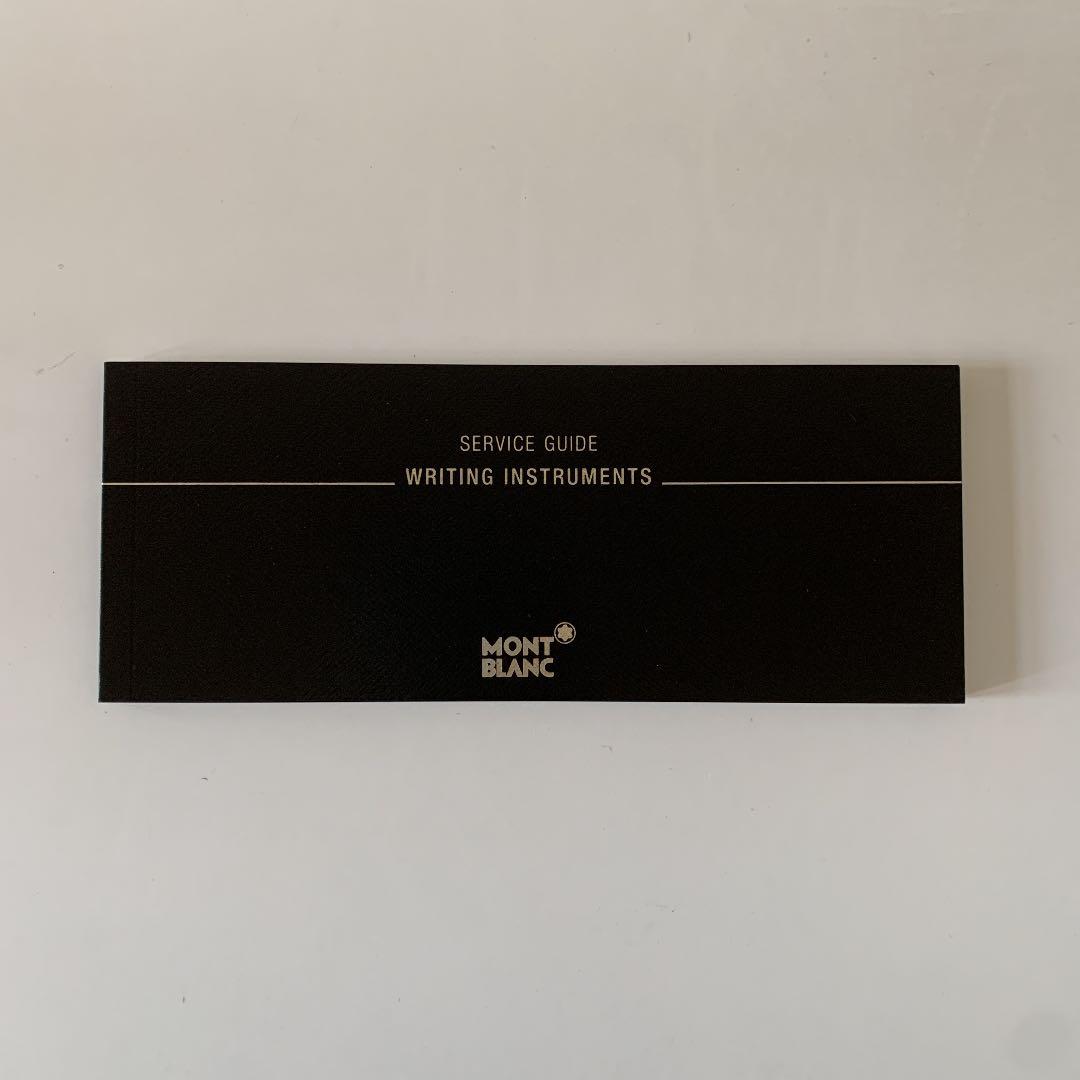 SERVICE GUIDE
WRITING INSTRUMENTS
MONT
BLANC